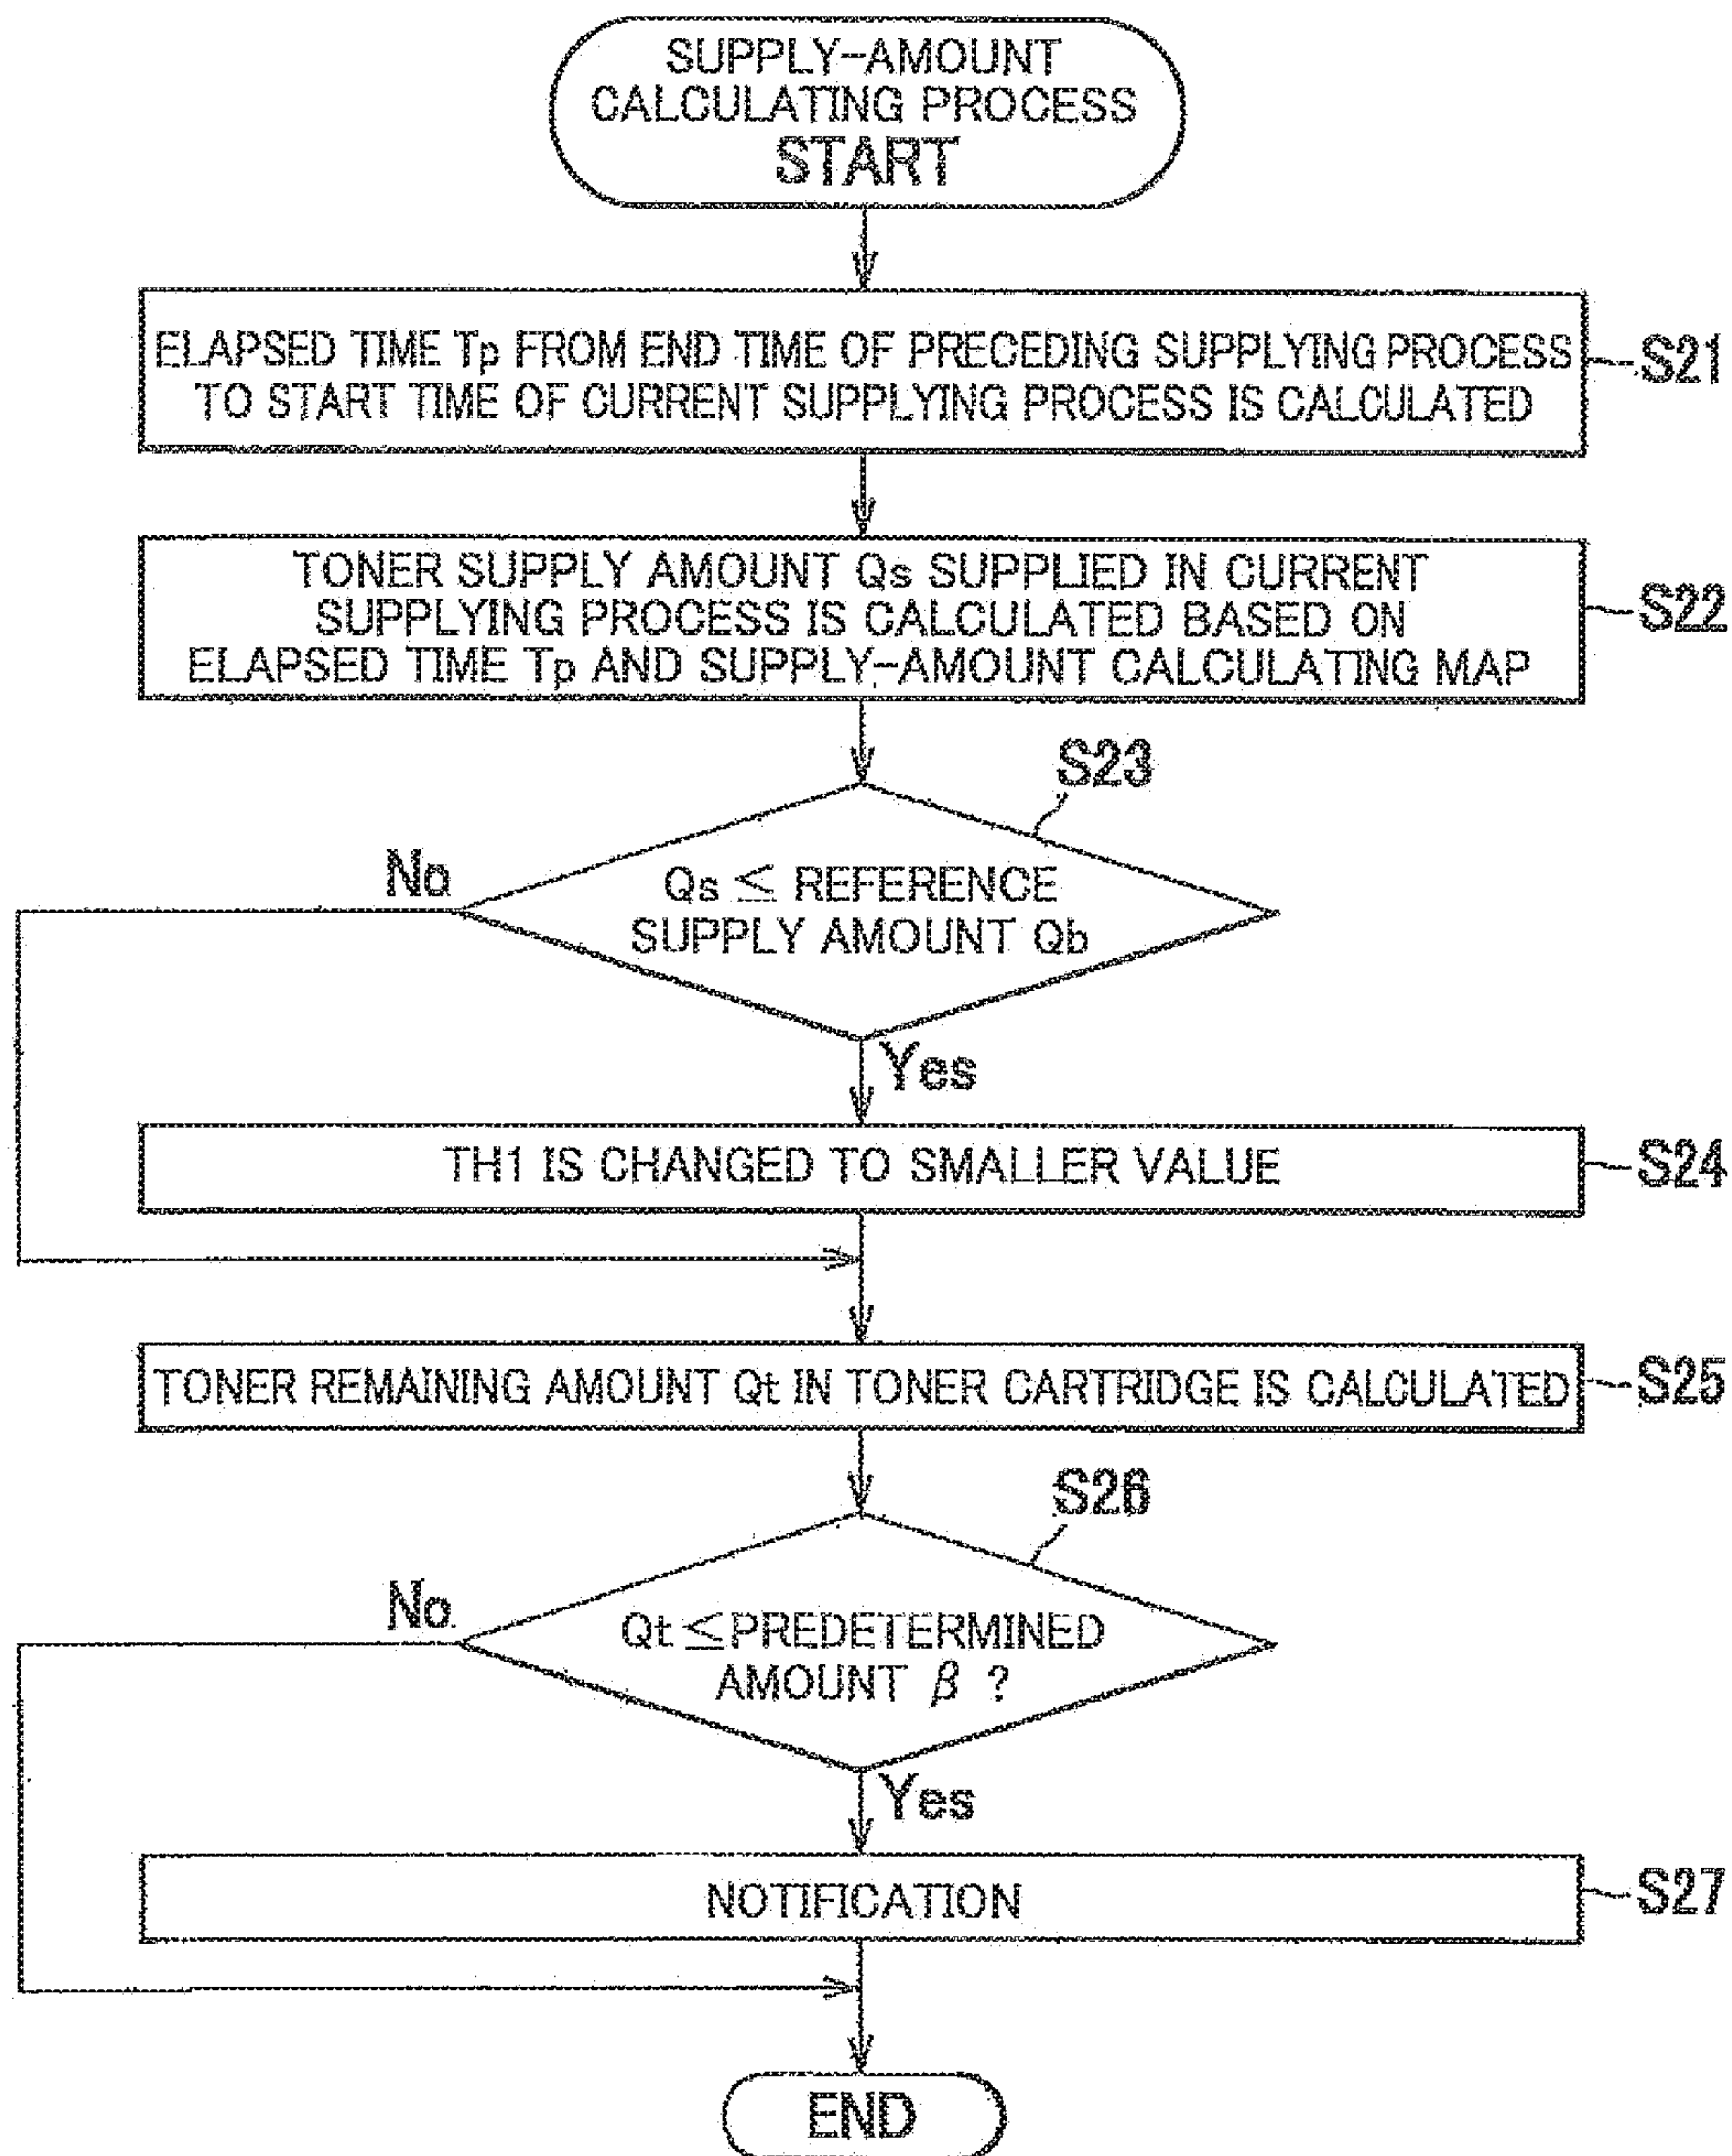 SUPPLY-AMOUNT
CALCULATING PROCESS
START
ELAPSED TIME Tp FROM END TIME OF PRECEDING SUPPLYING PROCESS
TO START TIME OF CURRENT SUPPLYING PROCESS IS CALCULATED
S21
TONER SUPPLY AMOUNT Qs SUPPLIED IN CURRENT
SUPPLYING PROCESS IS CALCULATED BASED ON
ELAPSED TIME Tp AND SUPPLY-AMOUNT CALCULATING MAP
S22
S23
No
Qs ≤ REFERENCE
SUPPLY AMOUNT Qb
Yes
TH1 IS CHANGED TO SMALLER VALUE
S24
TONER REMAINING AMOUNT Qt IN TONER CARTRIDGE IS CALCULATED
S25
S26
No
Qt ≤PREDETERMINED
AMOUNT β ?
Yes
NOTIFICATION
S27
END